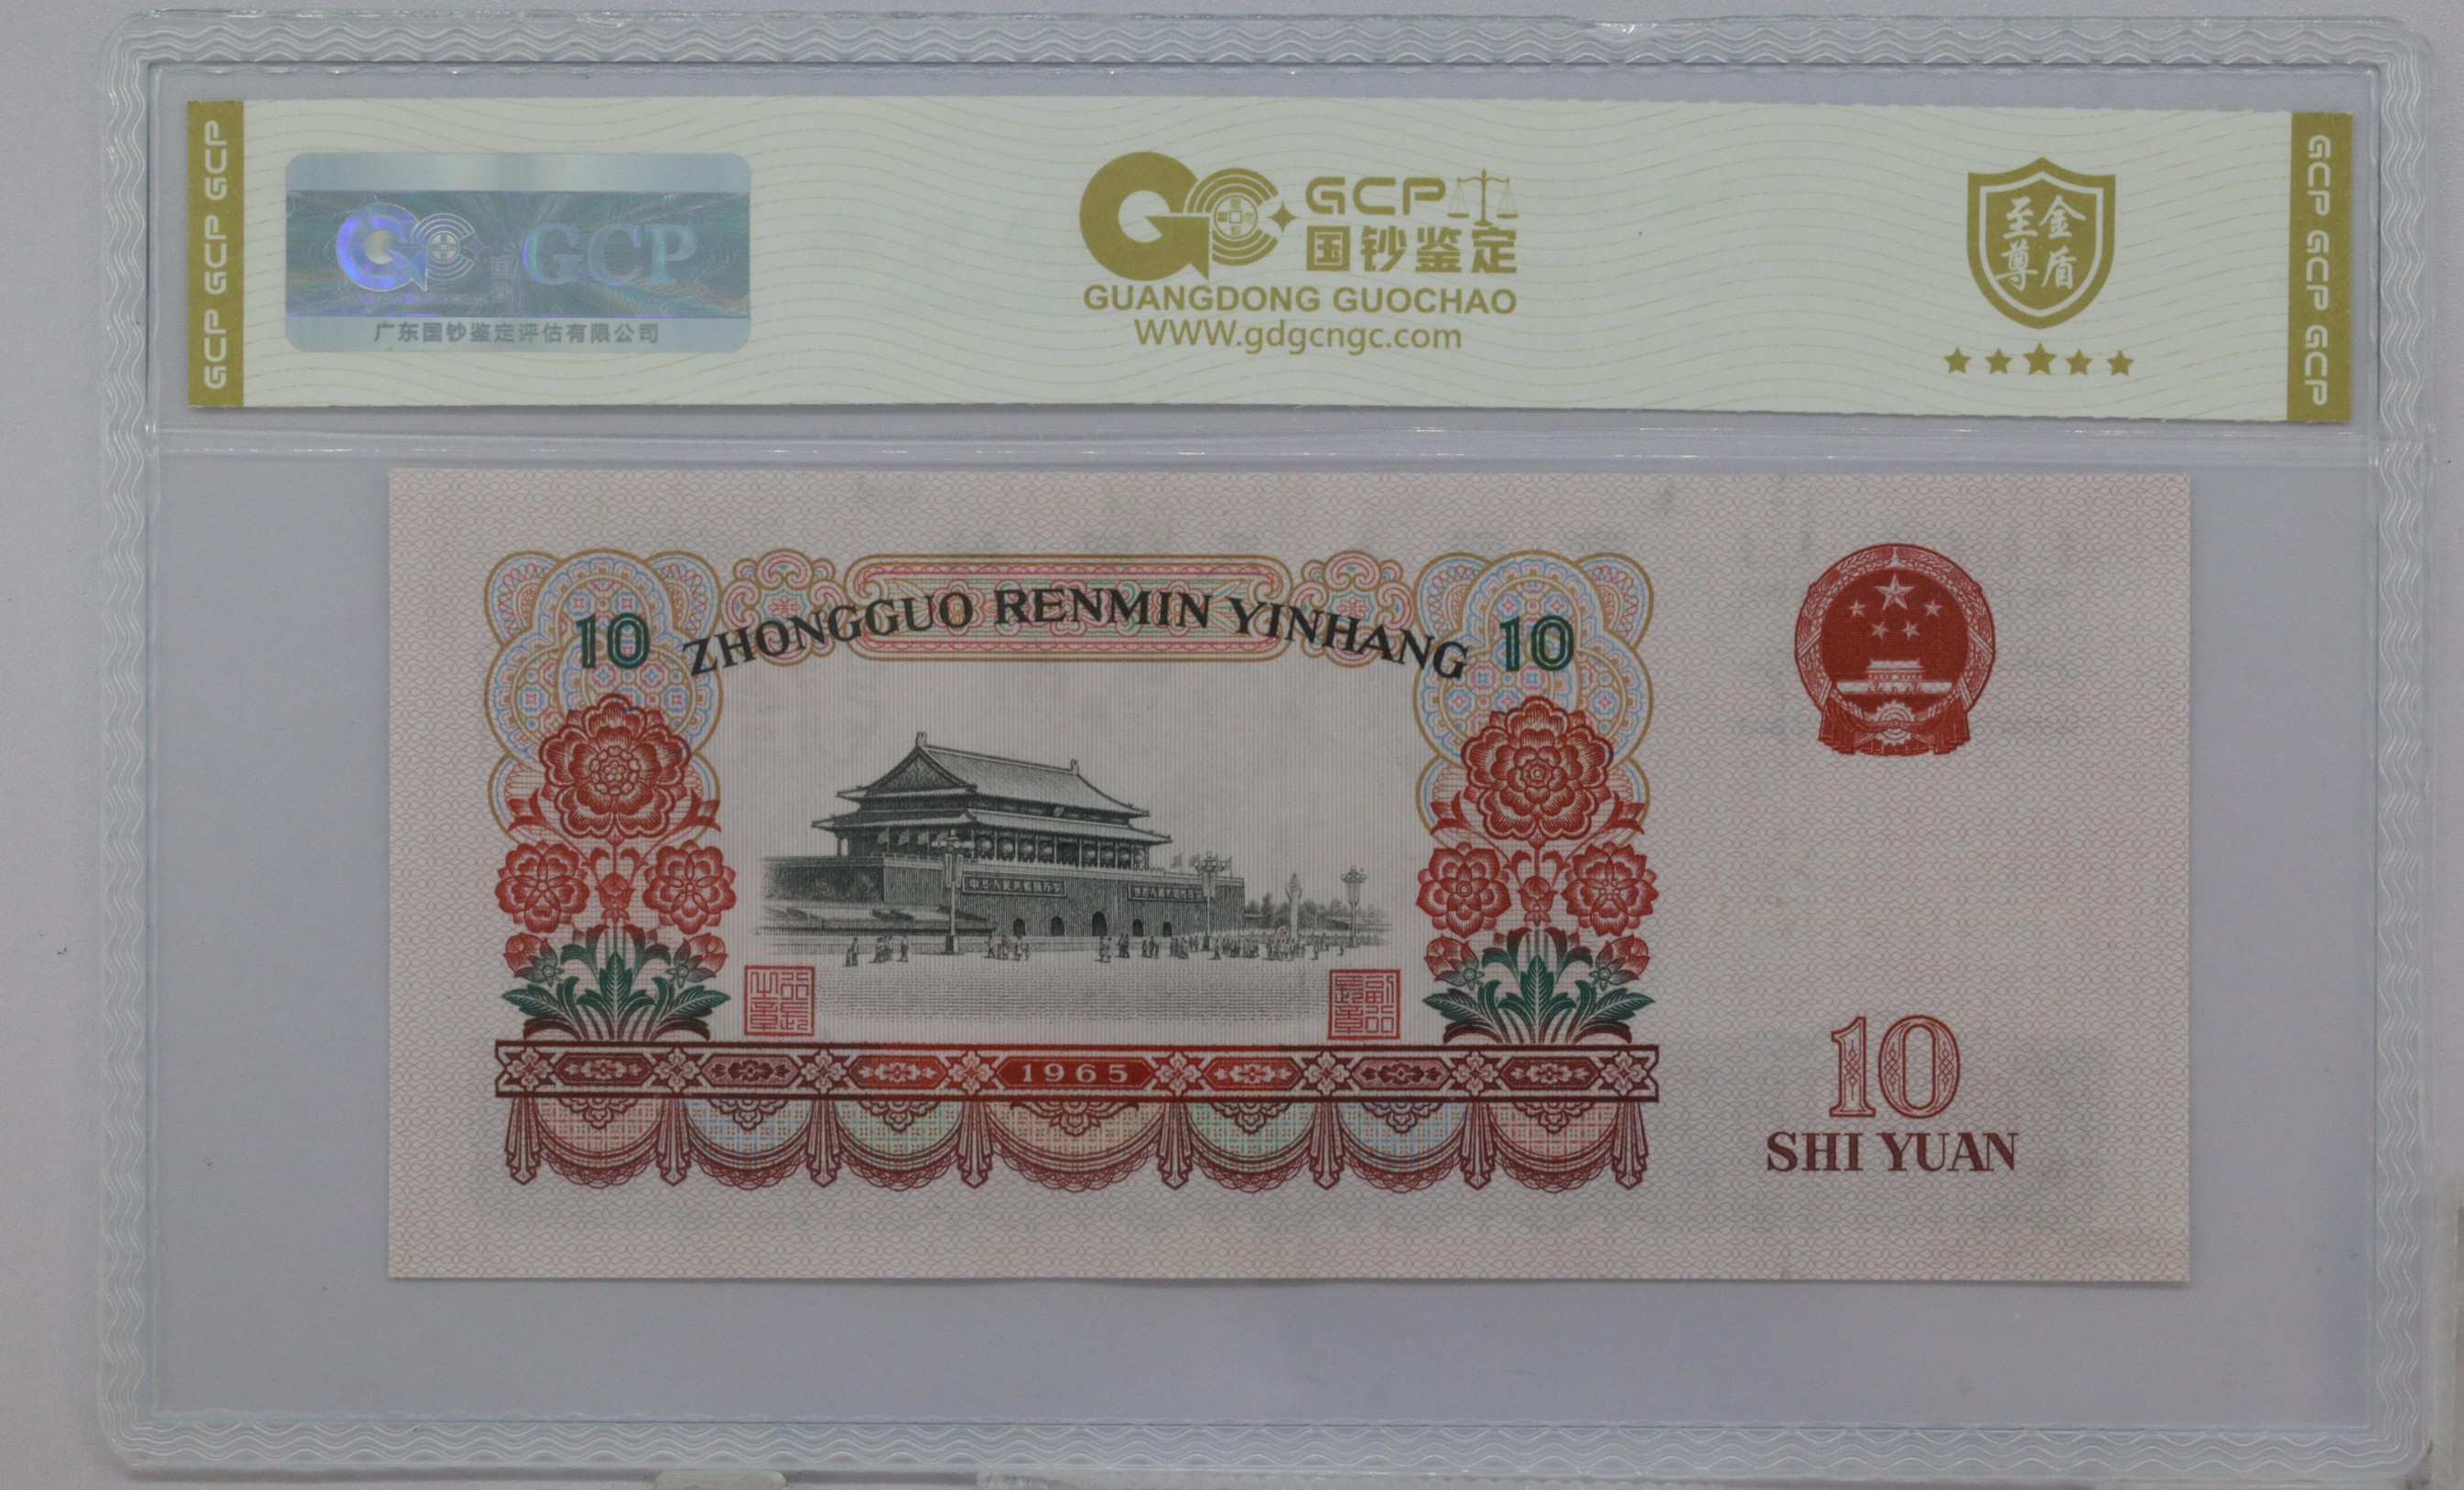 GCP GCP GCP
GCP
广东国钞鉴定评估有限公司
GCP
国钞鉴定
GUANGDONG GUOCHAO
WWW.gdgcngc.com
至金
尊盾
GCP GCP GCP
10 ZHONGGUO RENMIN YINHANG 10
1965
10
SHI YUAN